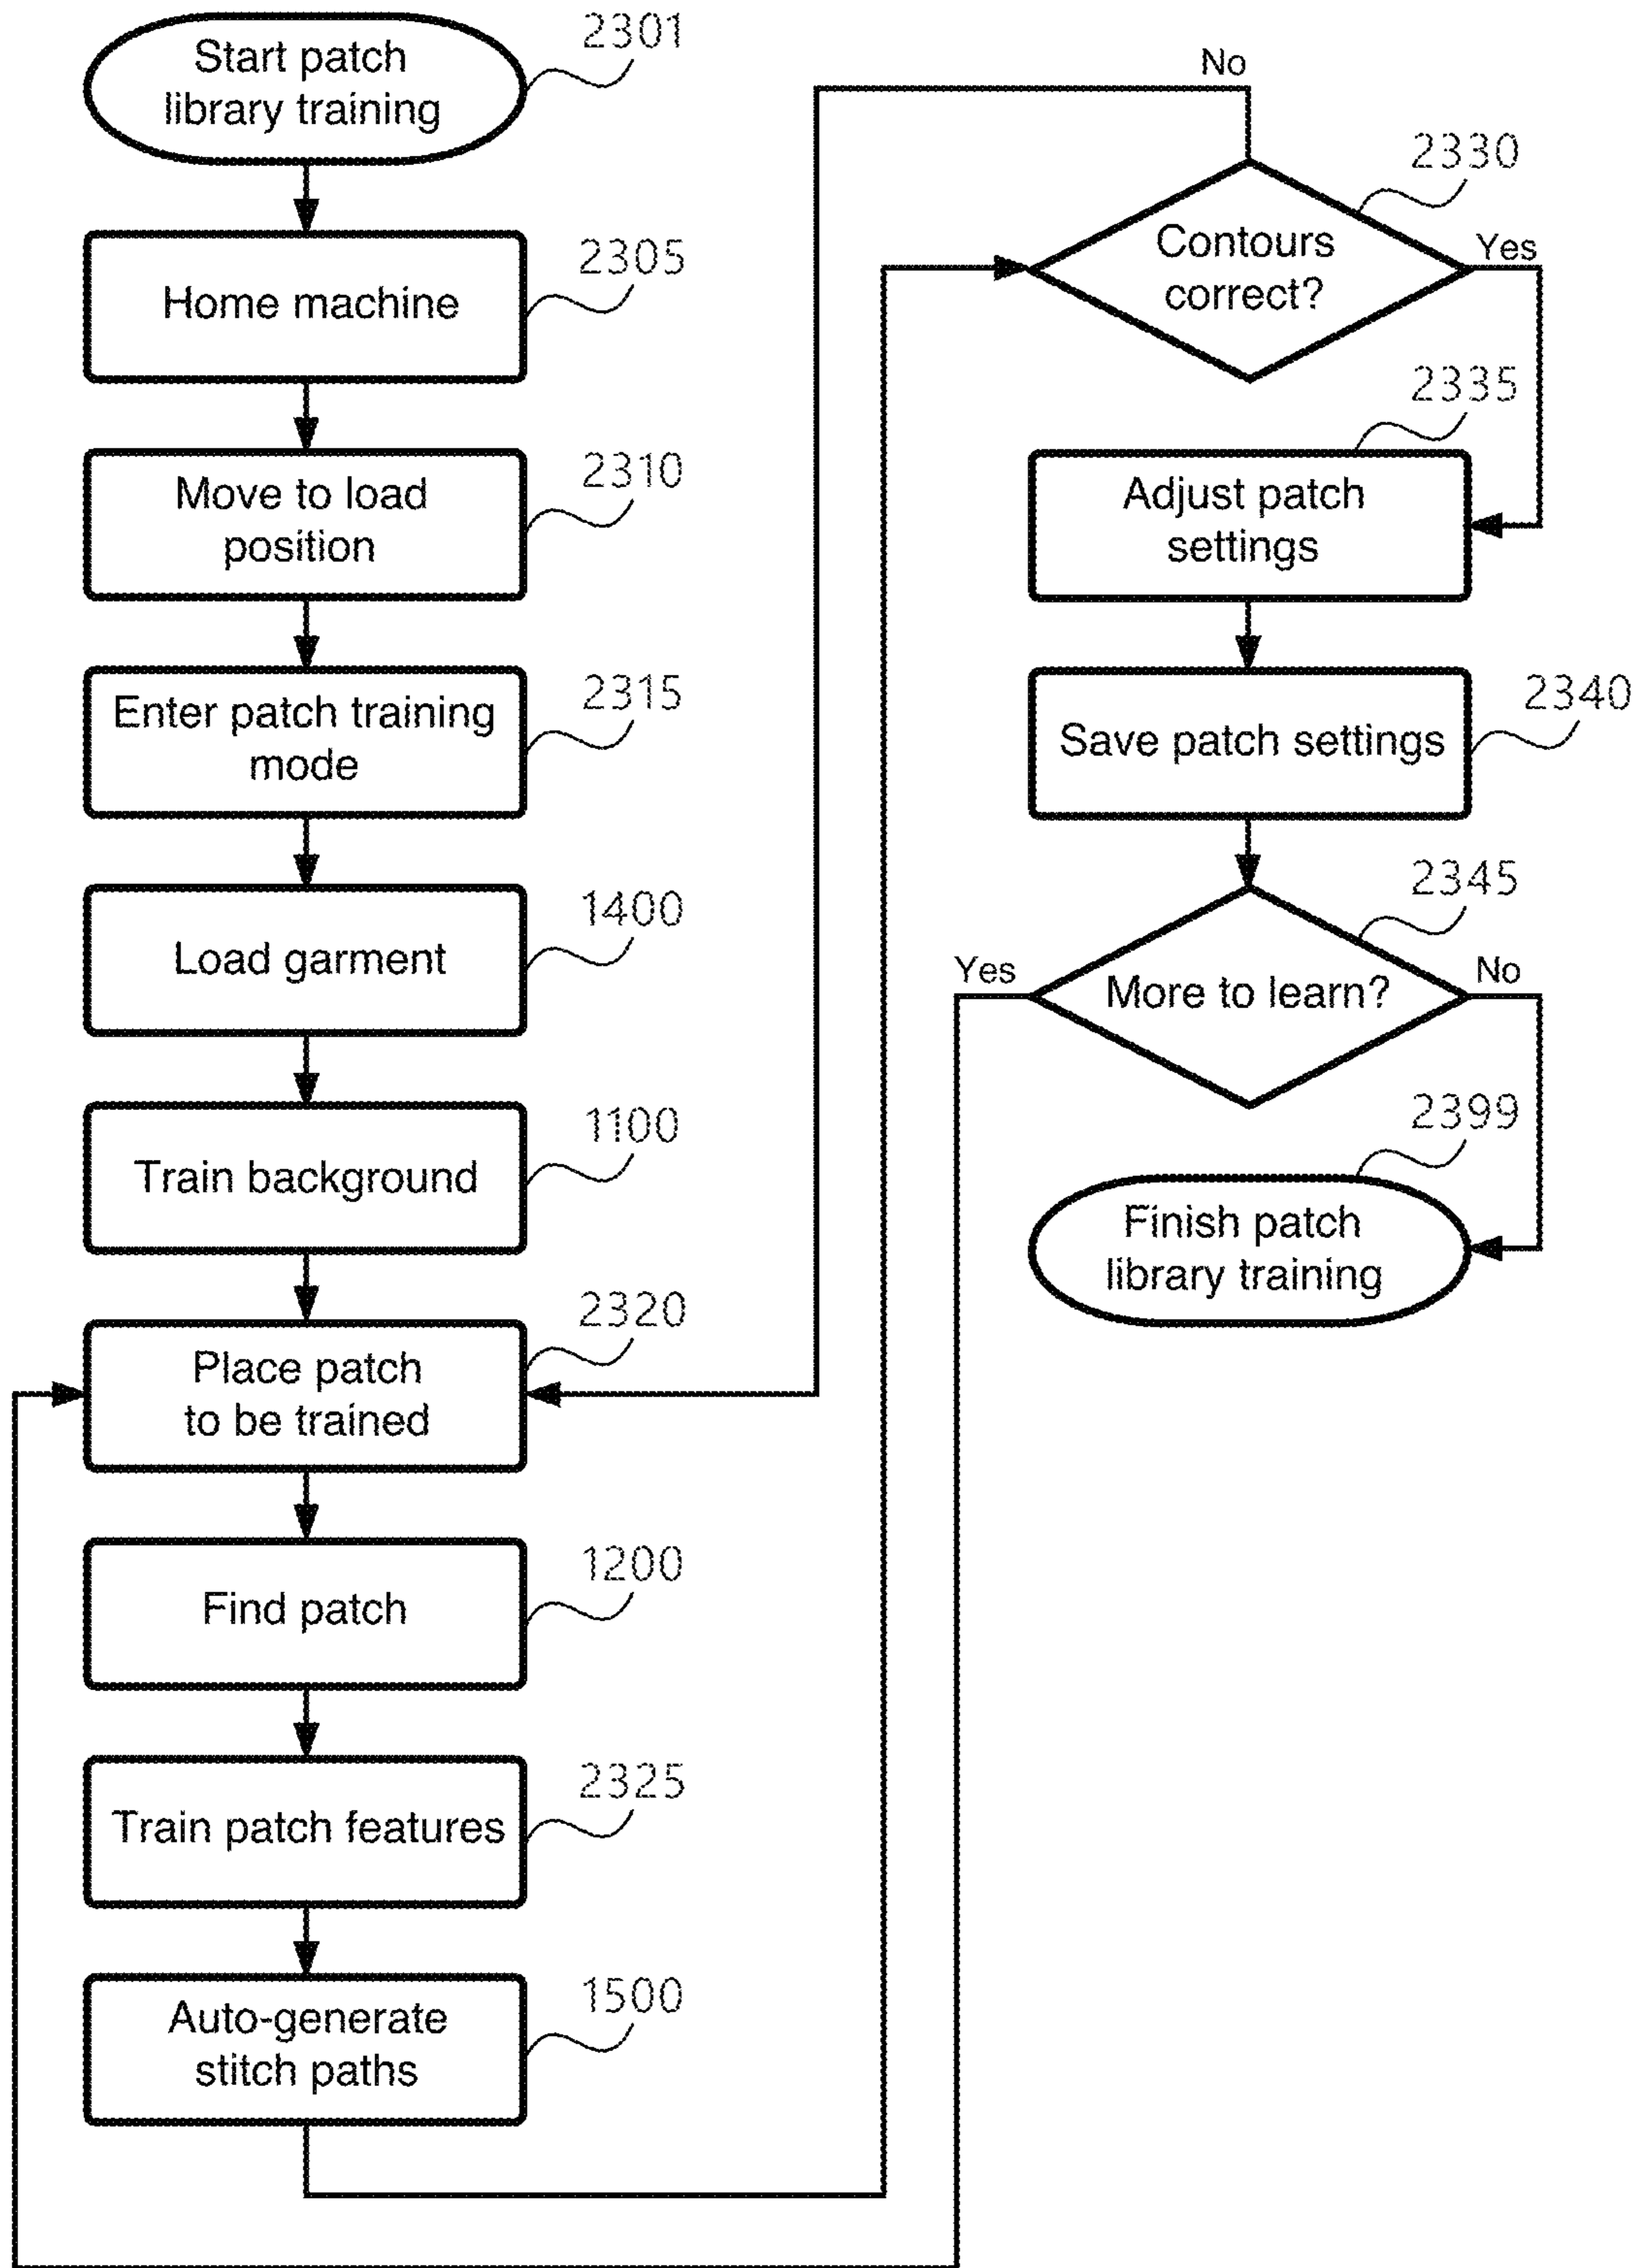 Start patch
library training
2301
Home machine
2305
Move to load
position
2310
Enter patch training
mode
2315
Load garment
1400
Train background
1100
Place patch
to be trained
2320
Find patch
1200
Train patch features
2325
Auto-generate
stitch paths
1500
No
2330
Contours
correct?
Yes
2335
Adjust patch
settings
2340
Save patch settings
2345
Yes
More to learn?
No
2399
Finish patch
library training